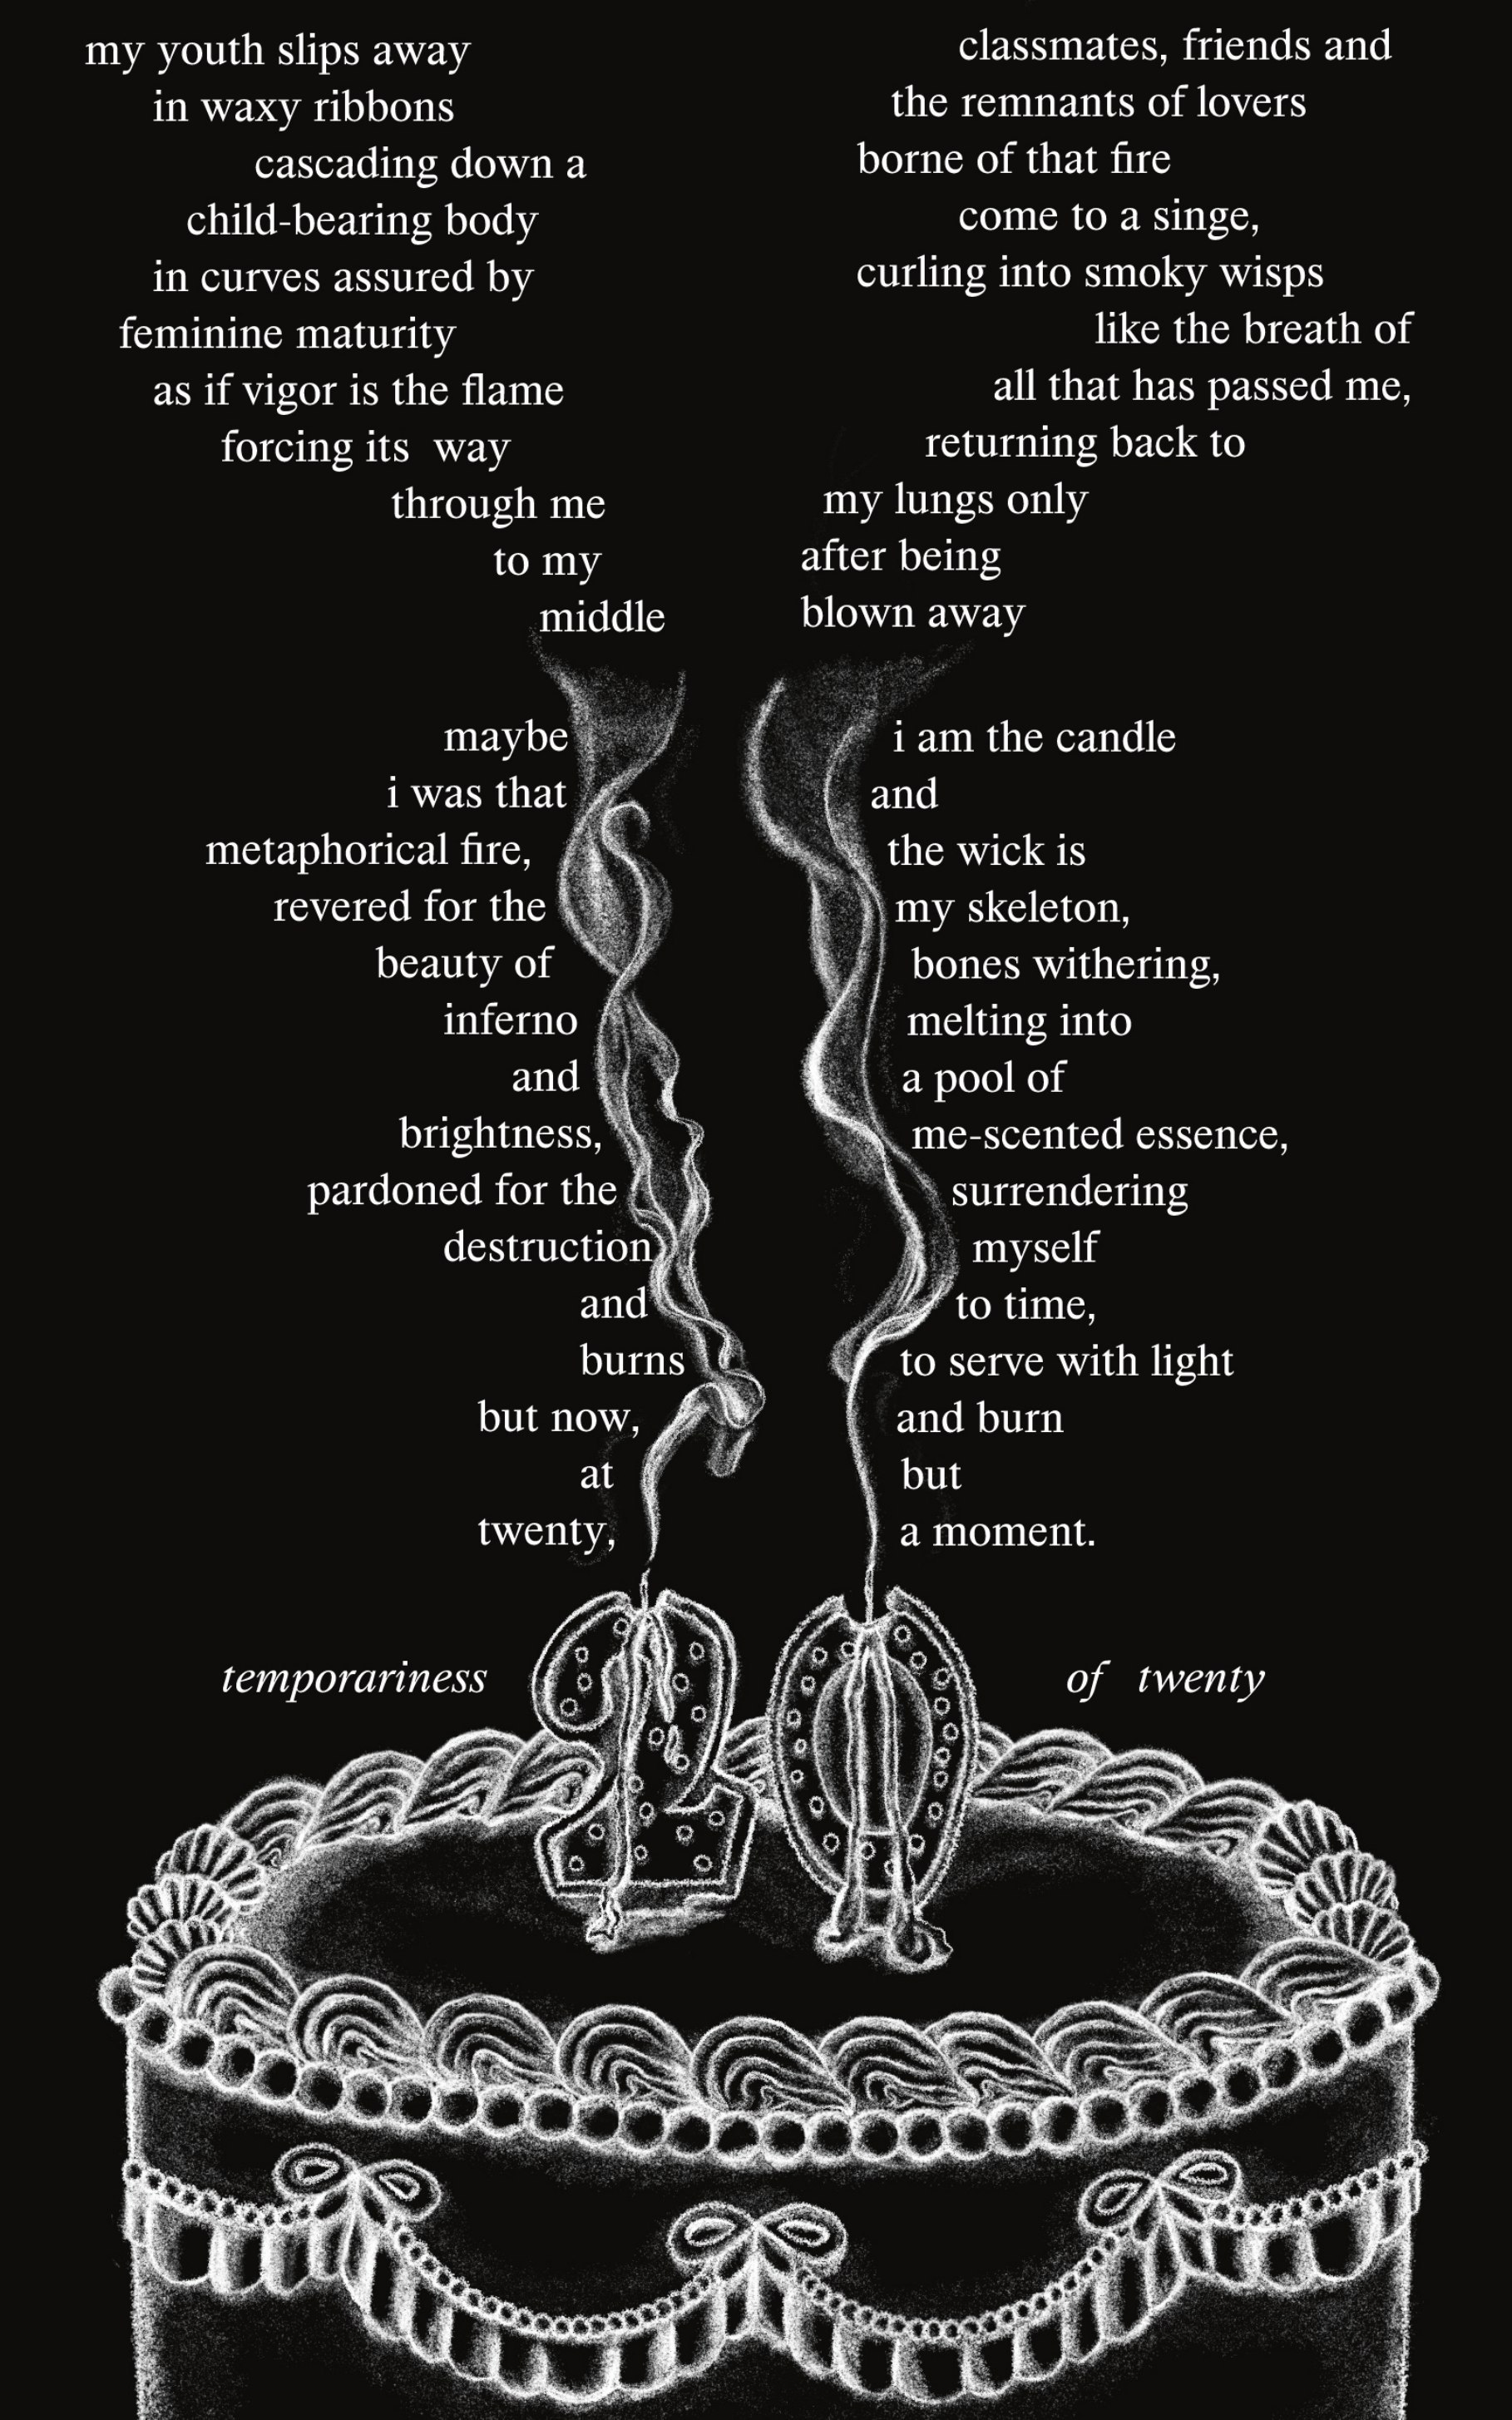 my youth slips away
in waxy ribbons
cascading down a
child-bearing body
in curves assured by
feminine maturity
as if vigor is the flame
forcing its  way
through me
to my
middle
classmates, friends and
the remnants of lovers
borne of that fire
come to a singe,
curling into smoky wisps
like the breath of
all that has passed me,
returning back to
my lungs only
after being
blown away
maybe
i was that
metaphorical fire,
revered for the
beauty of
inferno
and
brightness,
pardoned for the
destruction
and
burns
but now,
at
twenty,
i am the candle
and
the wick is
my skeleton,
bones withering,
melting into
a pool of
me-scented essence,
surrendering
myself
to time,
to serve with light
and burn
but
a moment.
temporariness
20
of twenty